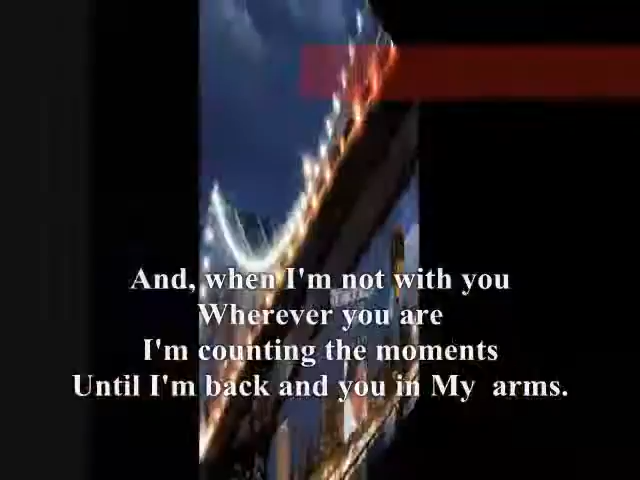 And, when I'm not with you
Wherever you are
I'm counting the moments
Until I'm back and you in My  arms.